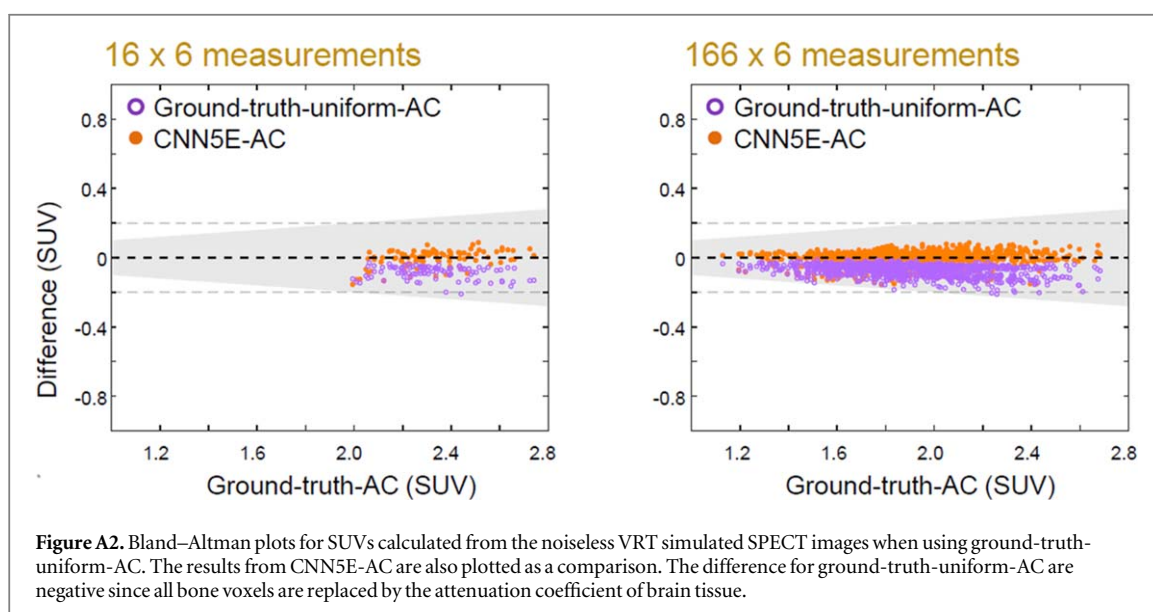 16 x 6 measurements
Ground-truth-uniform-AC
CNN5E-AC
0.8
0.4
0
-0.4
-0.8
Difference (SUV)
1.2 1.6 2.0 2.4 2.8
Ground-truth-AC (SUV)
166 x 6 measurements
Ground-truth-uniform-AC
CNN5E-AC
0.8
0.4
0
-0.4
-0.8
1.2 1.6 2.0 2.4 2.8
Ground-truth-AC (SUV)
Figure A2. Bland–Altman plots for SUVs calculated from the noiseless VRT simulated SPECT images when using ground-truth-
uniform-AC. The results from CNN5E-AC are also plotted as a comparison. The difference for ground-truth-uniform-AC are
negative since all bone voxels are replaced by the attenuation coefficient of brain tissue.